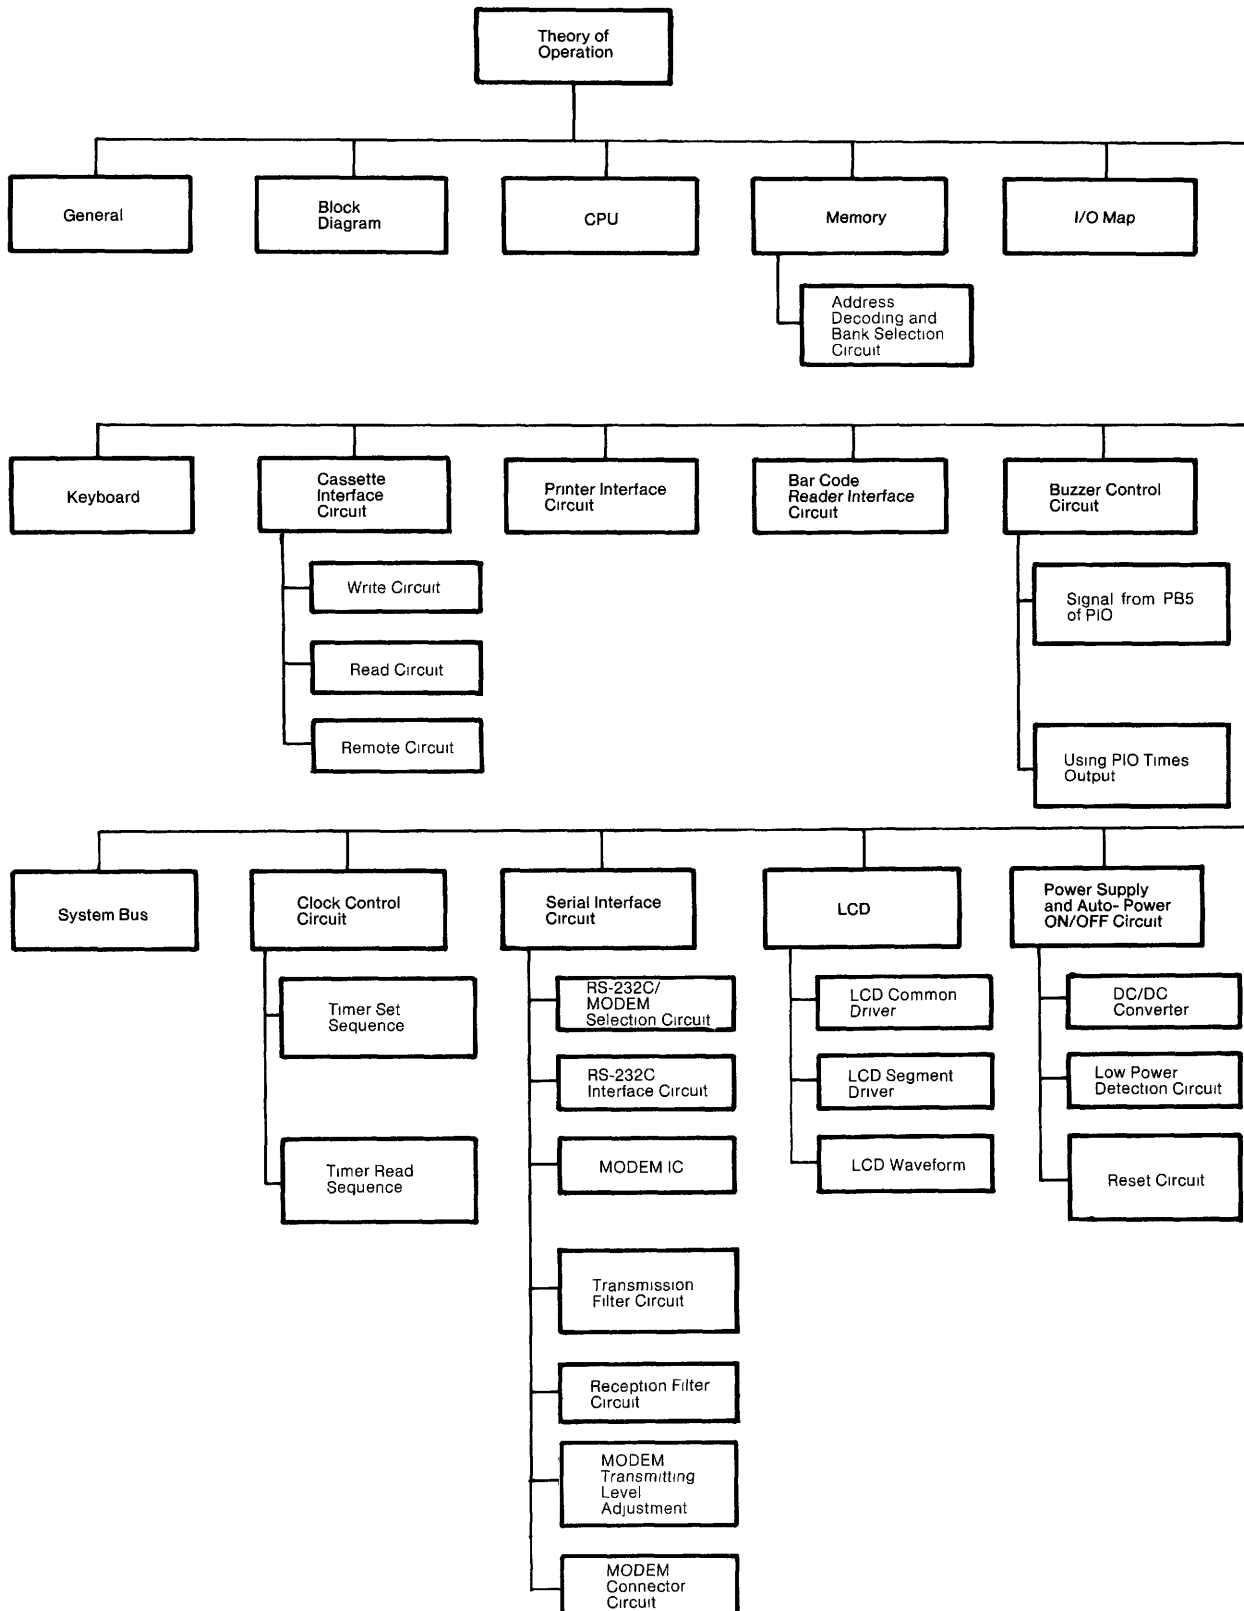 Theory of
Operation
General
Block
Diagram
CPU
Memory
I/O Map
Address
Decoding and
Bank Selection
Circuit
Keyboard
Cassette
Interface
Circuit
Printer Interface
Circuit
Bar Code
Reader Interface
Circuit
Buzzer Control
Circuit
Write Circuit
Read Circuit
Remote Circuit
Signal from PB5
of PIO
Using PIO Times
Output
System Bus
Clock Control
Circuit
Serial Interface
Circuit
LCD
Power Supply
and Auto- Power
ON/OFF Circuit
Timer Set
Sequence
Timer Read
Sequence
RS-232C/
MODEM
Selection Circuit
RS-232C
Interface Circuit
MODEM IC
Transmission
Filter Circuit
Reception Filter
Circuit
MODEM
Transmitting
Level
Adjustment
MODEM
Connector
Circuit
LCD Common
Driver
LCD Segment
Driver
LCD Waveform
DC/DC
Converter
Low Power
Detection Circuit
Reset Circuit